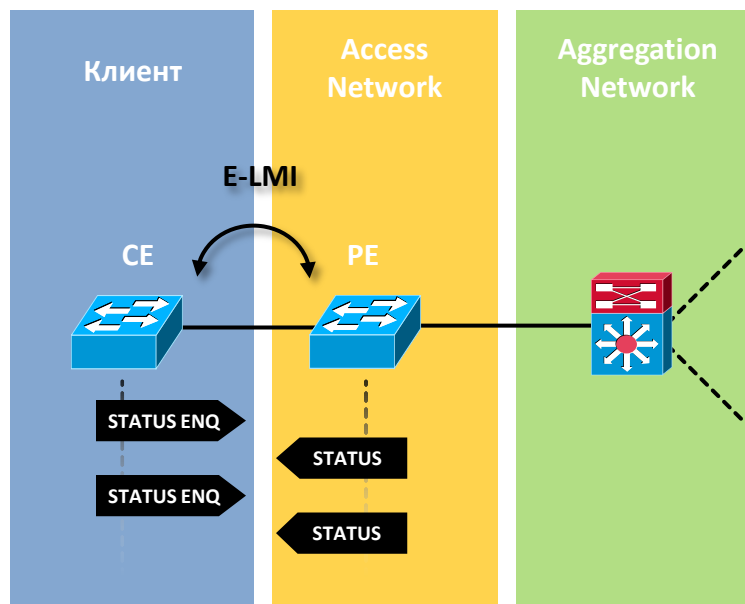 Клиент
Access
Network
Aggregation
Network
E-LMI
CE
PE
STATUS ENQ
STATUS
STATUS ENQ
STATUS